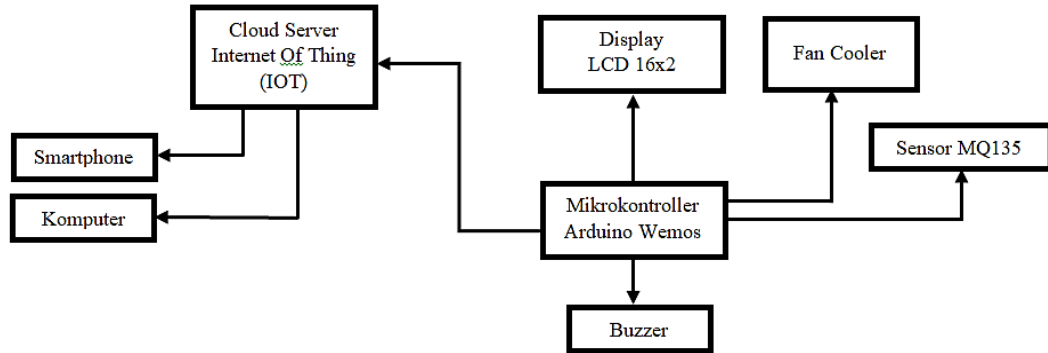 Cloud Server
Internet Of Thing
(IOT)
Display
LCD 16x2
Fan Cooler
Smartphone
Sensor MQ135
Komputer
Mikrokontroller
Arduino Wemos
Buzzer